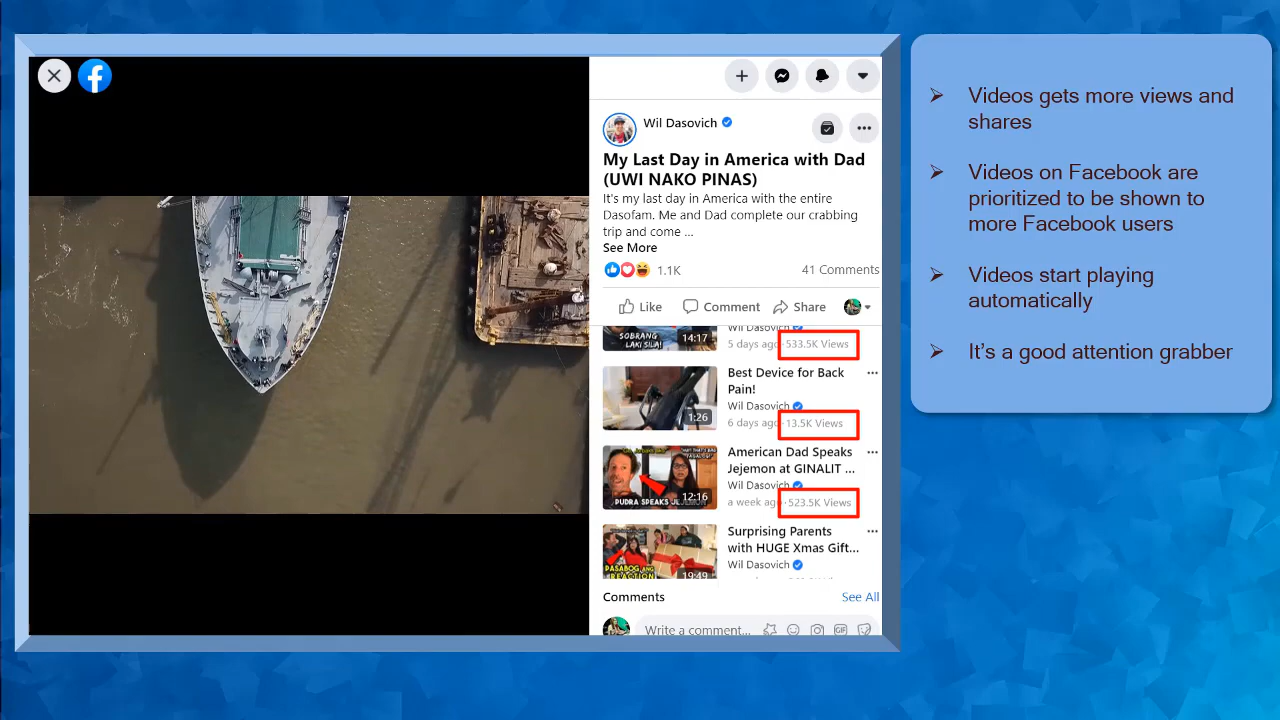 Wil Dasovich
My Last Day in America with Dad
(UWI NAKO PINAS)
It's my last day in America with the entire
Dasofam. Me and Dad complete our crabbing
trip and come ...
See More
1.1K
41 Comments
Like
Comment
Share
SOBRANG
LAKI SILA!
14:17
Wil Dasovich
5 days ago · 533.5K Views
1:26
Best Device for Back
Pain!
Wil Dasovich
6 days ago · 13.5K Views
PUDRA SPEAKS JEJEMON
12:16
American Dad Speaks
Jejemon at GINALIT ...
Wil Dasovich
a week ago · 523.5K Views
PASABOG ANG
REACTION
19:49
Surprising Parents
with HUGE Xmas Gift...
Wil Dasovich
Comments
See All
Write a comment...
GIF
➢ Videos gets more views and
shares
➢ Videos on Facebook are
prioritized to be shown to
more Facebook users
➢ Videos start playing
automatically
➢ It’s a good attention grabber